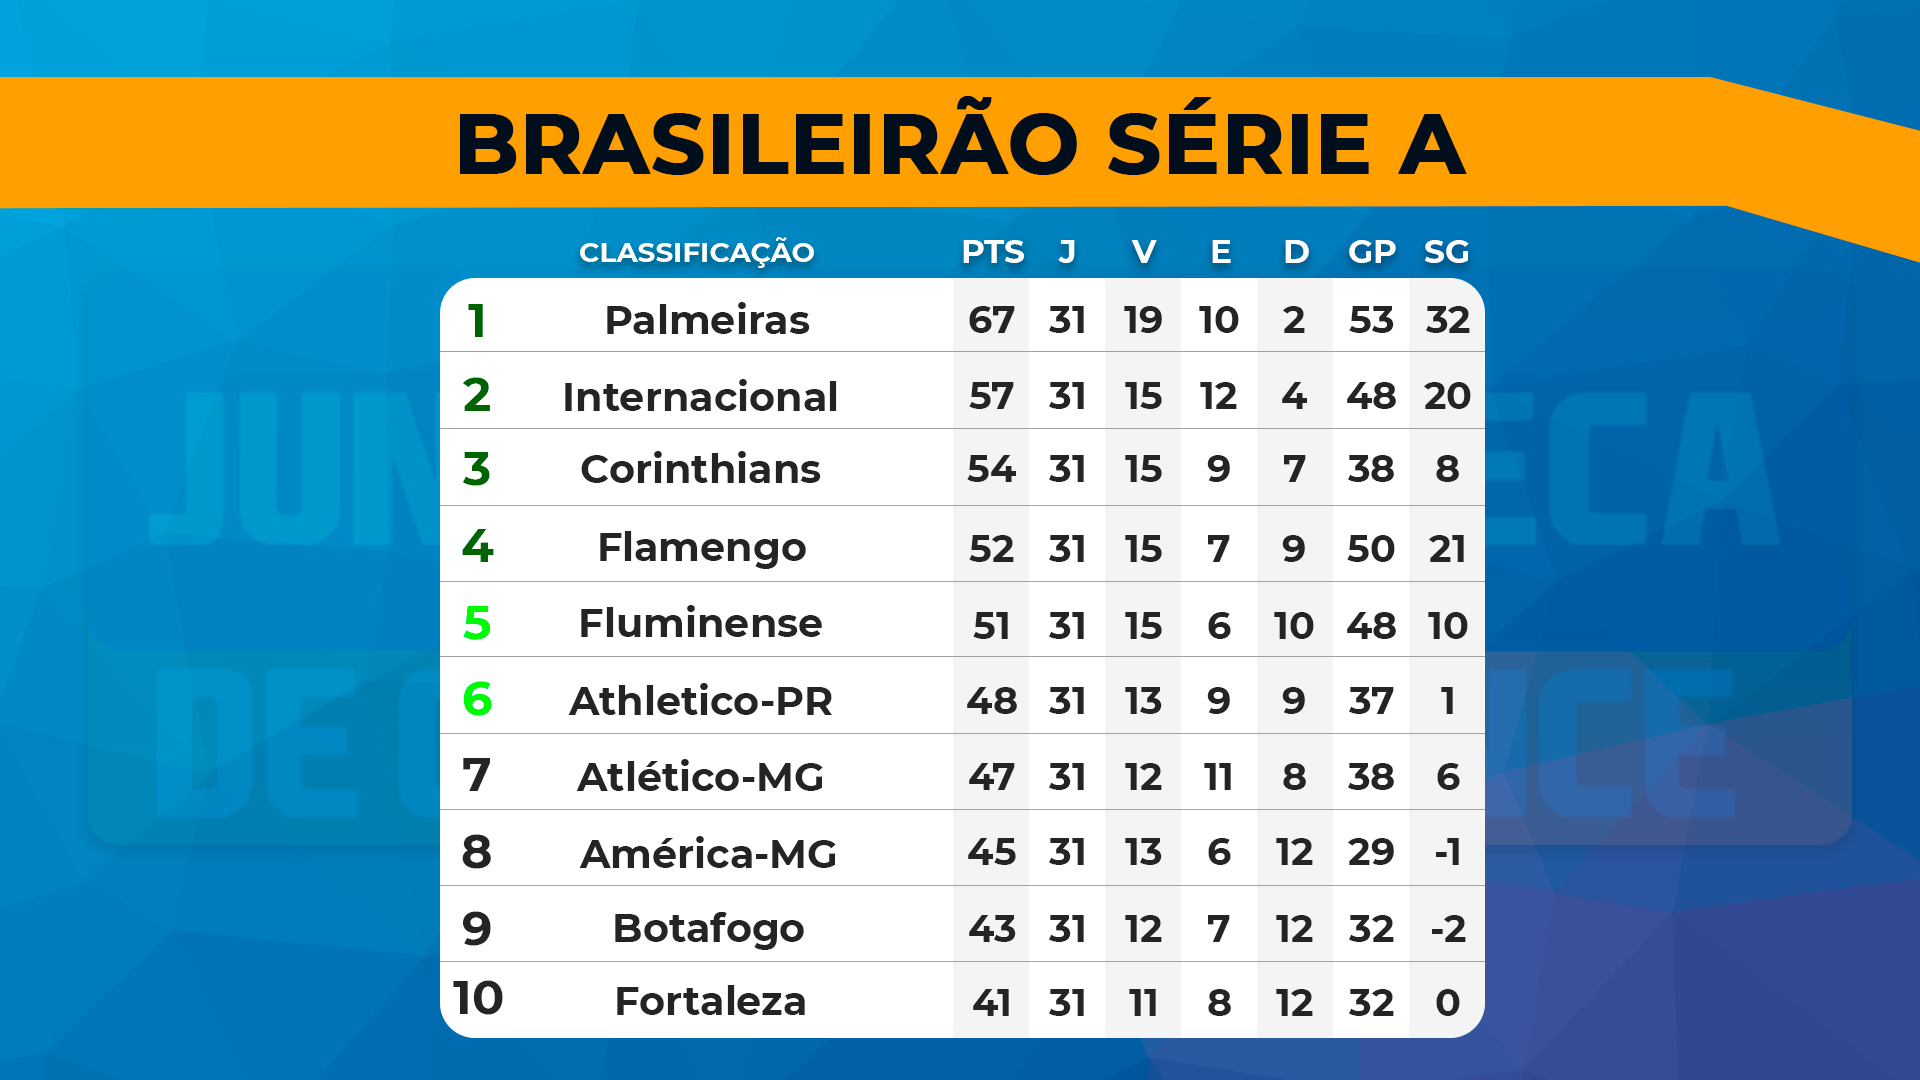 BRASILEIRÃO SÉRIE A
CLASSIFICAÇÃO PTS J V E D GP SG
1 Palmeiras 67 31 19 10 2 53 32
2 Internacional 57 31 15 12 4 48 20
3 Corinthians 54 31 15 9 7 38 8
4 Flamengo 52 31 15 7 9 50 21
5 Fluminense 51 31 15 6 10 48 10
6 Athletico-PR 48 31 13 9 9 37 1
7 Atlético-MG 47 31 12 11 8 38 6
8 América-MG 45 31 13 6 12 29 -1
9 Botafogo 43 31 12 7 12 32 -2
10 Fortaleza 41 31 11 8 12 32 0